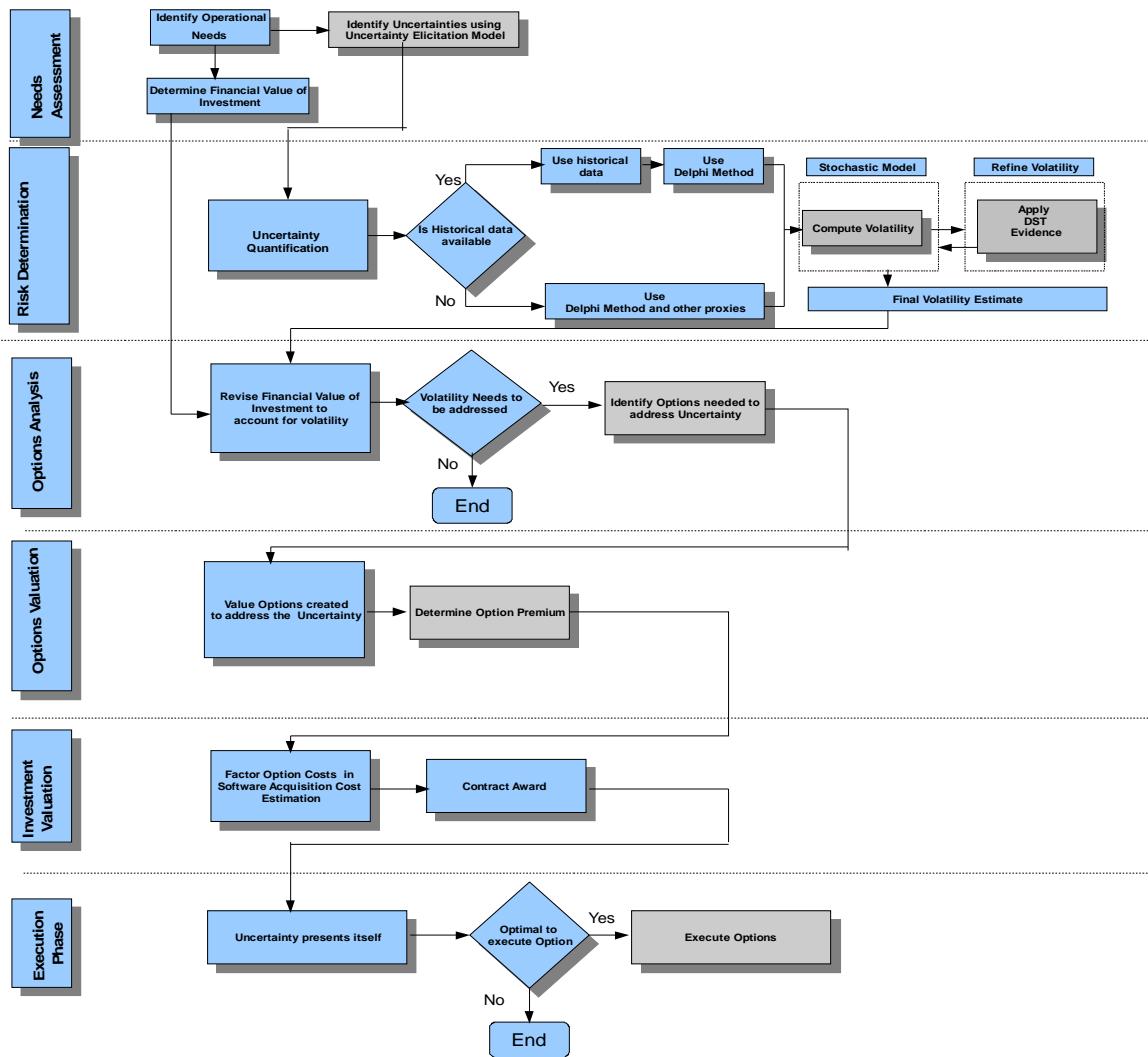 Needs
Assessment
Identify Operational
Needs
Identify Uncertainties using
Uncertainty Elicitation Model
Determine Financial Value of
Investment
Risk Determination
Uncertainty
Quantification
Is Historical data
available
Yes
No
Use historical
data
Use
Delphi Method
Use
Delphi Method and other proxies
Stochastic Model
Compute Volatility
Refine Volatility
Apply
DST
Evidence
Final Volatility Estimate
Options Analysis
Revise Financial Value of
Investment to
account for volatility
Volatility Needs to
be addressed
Yes
No
End
Identify Options needed to
address Uncertainty
Options Valuation
Value Options created
to address the Uncertainty
Determine Option Premium
Investment
Valuation
Factor Option Costs in
Software Acquisition Cost
Estimation
Contract Award
Execution
Phase
Uncertainty presents itself
Optimal to
execute Option
Yes
No
End
Execute Options